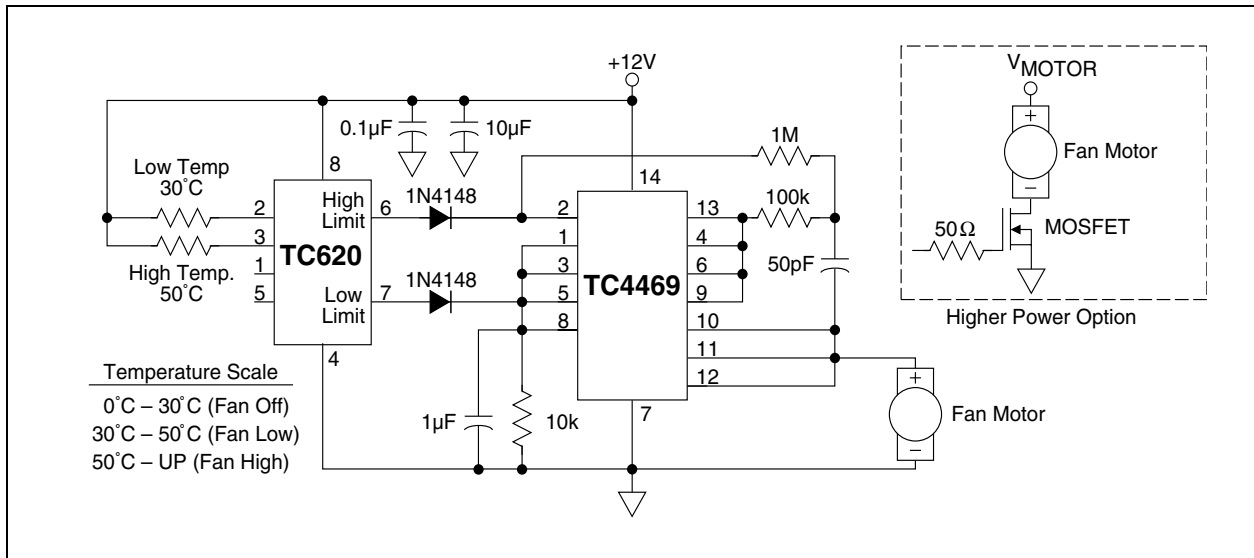 +12V
0.1µF
10µF
1M
Low Temp
30°C
8
14
High
Limit
6
1N4148
2
3
High Temp.
50°C
1
5
TC620
Low
Limit
7
1N4148
4
2
1
3
5
8
TC4469
13
4
6
9
10
11
12
7
100k
50pF
1µF
10k
+
Fan Motor
–
Temperature Scale
0°C – 30°C (Fan Off)
30°C – 50°C (Fan Low)
50°C – UP (Fan High)
VMOTOR
+
Fan Motor
–
50Ω
MOSFET
Higher Power Option